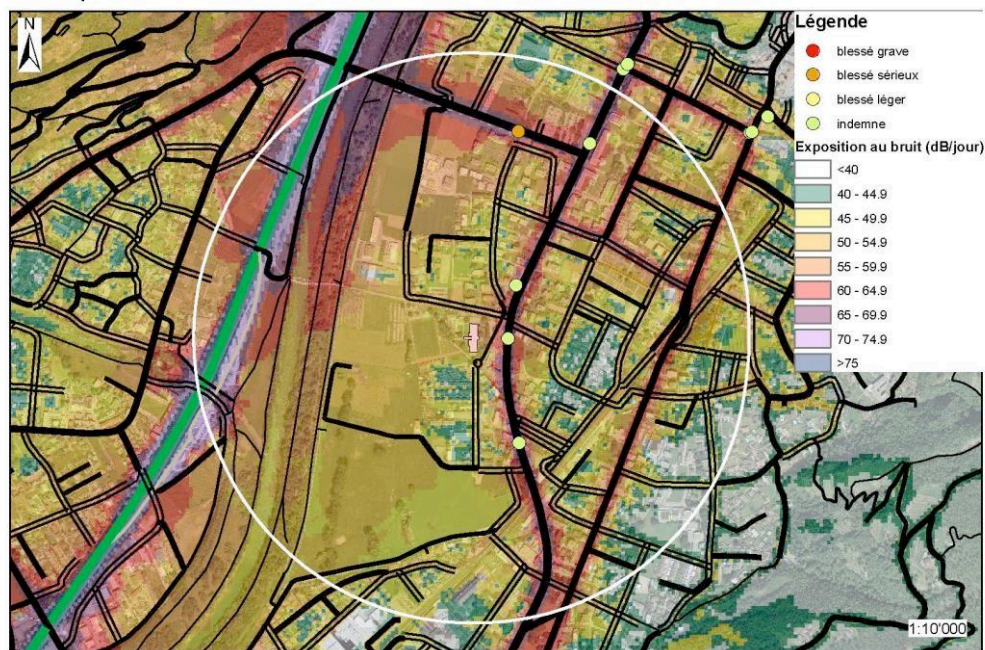 N
Légende
blessé grave
blessé sérieux
blessé léger
indemne
Exposition au bruit (dB/jour)
<40
40 - 44.9
45 - 49.9
50 - 54.9
55 - 59.9
60 - 64.9
65 - 69.9
70 - 74.9
>75
1:10'000